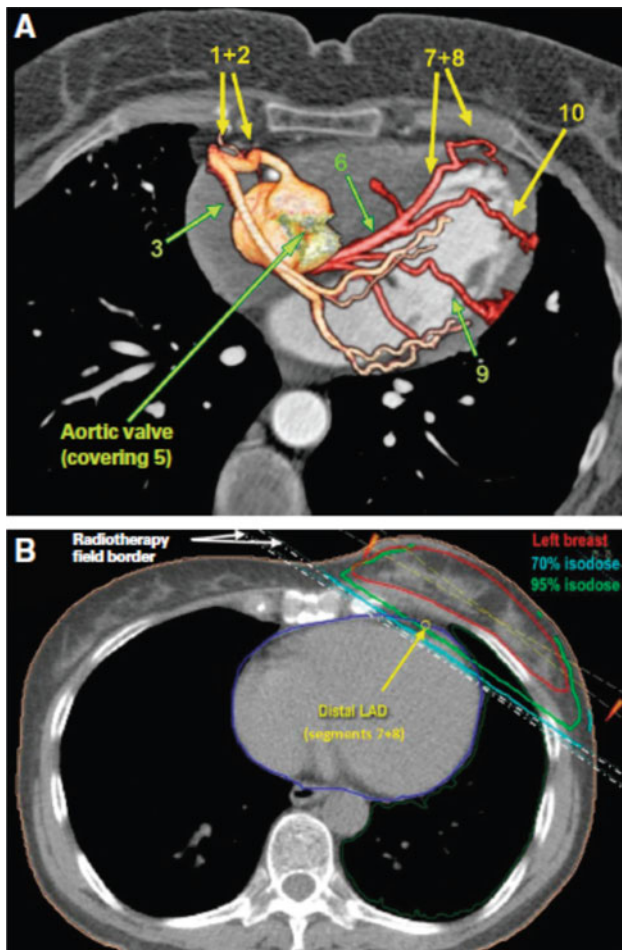 A
1+2
7+8
10
6
3
9
Aortic valve
(covering 5)
B
Radiotherapy
field border
Left breast
70% isodose
95% isodose
Distal LAD
(segments 7+8)